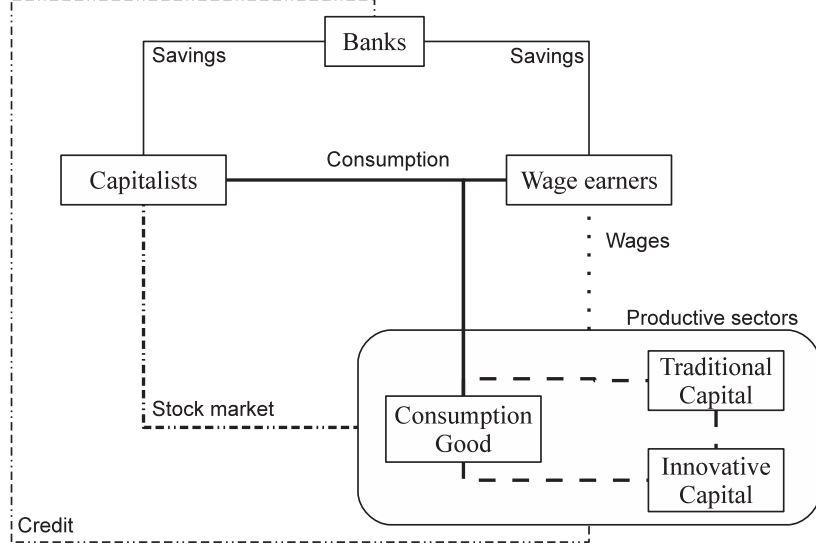 Banks
Savings
Savings
Consumption
Capitalists
Wage earners
Wages
Productive sectors
Traditional
Capital
Stock market
Consumption
Good
Innovative
Capital
Credit